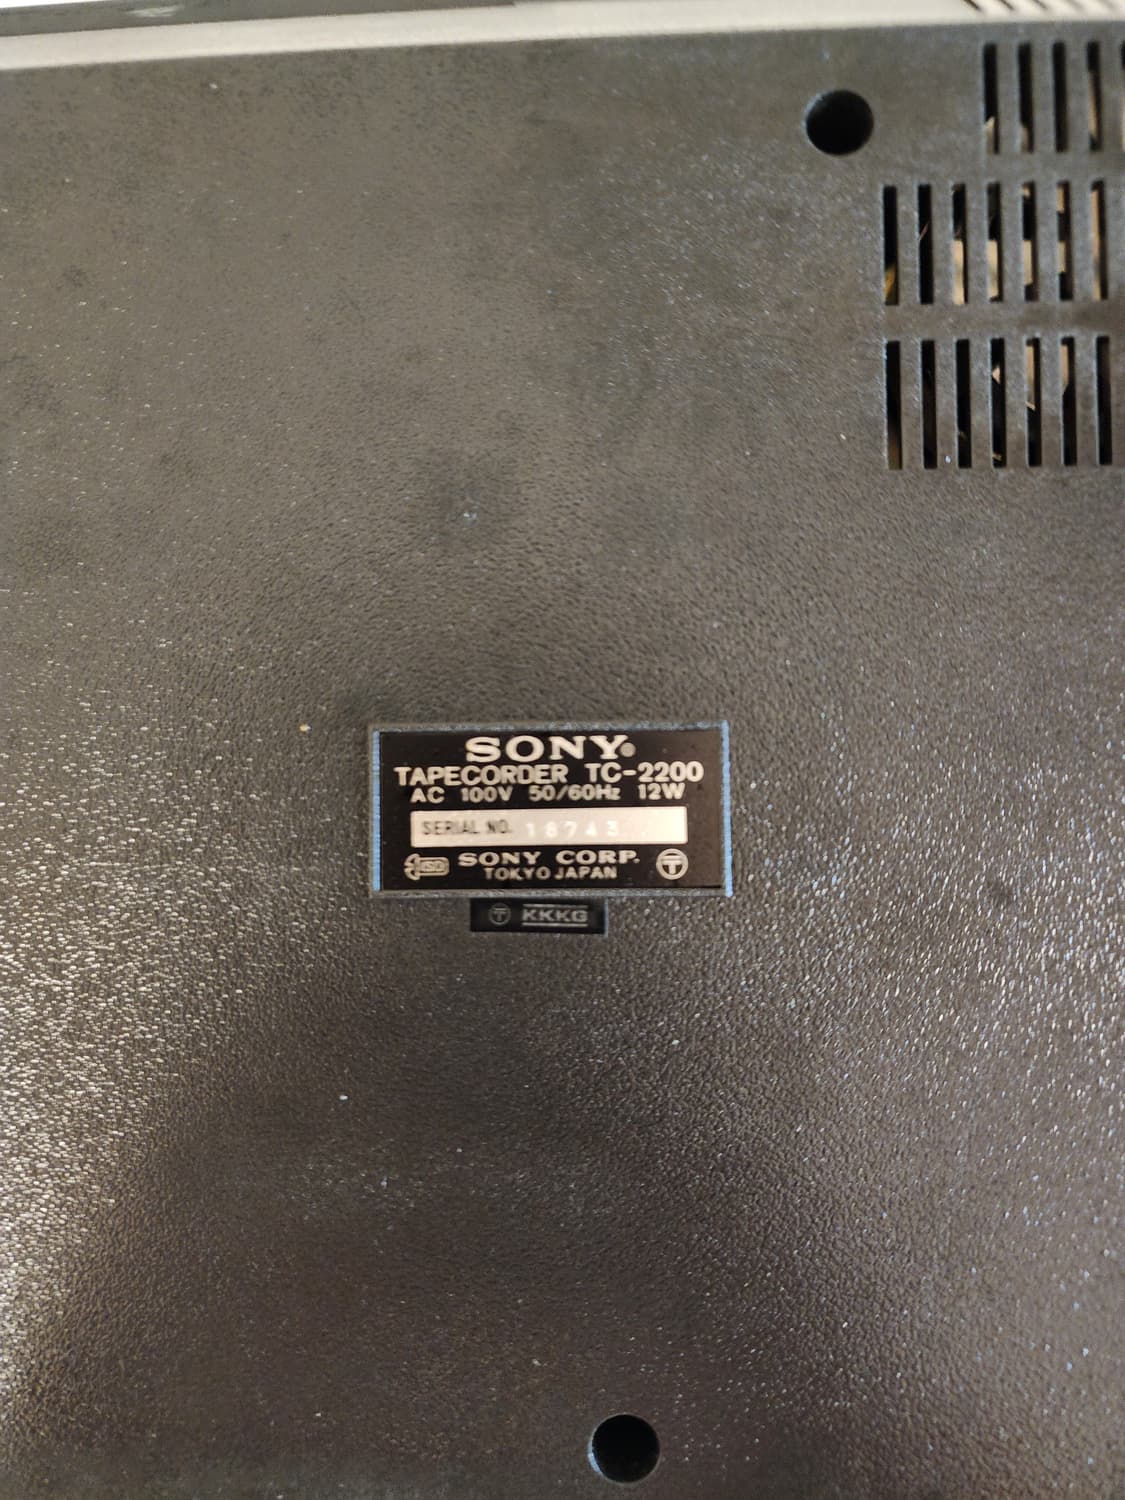 SONY®
TAPECORDER TC-2200
AC 100V 50/60Hz 12W
SERIAL NO. 18743
SONY CORP.
TOKYO JAPAN
T KKKG